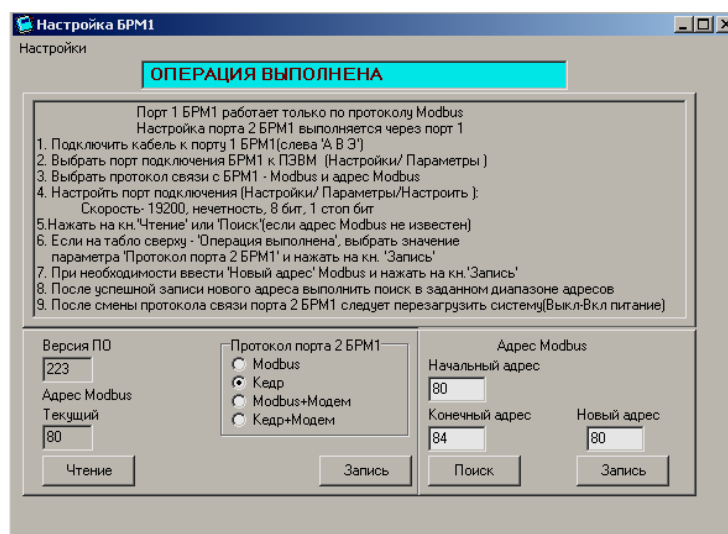 Настройка БРМ1
Настройки
ОПЕРАЦИЯ ВЫПОЛНЕНА
Порт 1 БРМ1 работает только по протоколу Modbus
Настройка порта 2 БРМ1 выполняется через порт 1
1. Подключить кабель к порту 1 БРМ1(слева 'А В Э')
2. Выбрать порт подключения БРМ1 к ПЭВМ (Настройки/ Параметры )
3. Выбрать протокол связи с БРМ1 - Modbus и адрес Modbus
4. Настройть порт подключения (Настройки/ Параметры/Настроить ):
Скорость- 19200, нечетность, 8 бит, 1 стоп бит
5.Нажать на кн.'Чтение' или 'Поиск'(если адрес Modbus не известен)
6. Если на табло сверху - 'Операция выполнена', выбрать значение
параметра 'Протокол порта 2 БРМ1' и нажать на кн. 'Запись'
7. При необходимости ввести 'Новый адрес' Modbus и нажать на кн.'Запись'
8. После успешной записи нового адреса выполнить поиск в заданном диапазоне адресов
9. После смены протокола связи порта 2 БРМ1 следует перезагрузить систему(Выкл-Вкл питание)
Версия ПО
223
Адрес Modbus
Текущий
80
Чтение
Протокол порта 2 БРМ1
Modbus
Кедр
Modbus+Модем
Кедр+Модем
Запись
Адрес Modbus
Начальный адрес
80
Конечный адрес
84
Новый адрес
80
Поиск
Запись